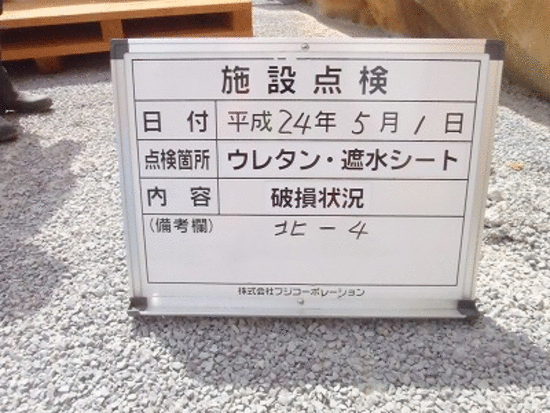 施設点検
日付 平成24年5月1日
点検箇所 ウレタン・遮水シート
内容 破損状況
(備考欄) 北-4
株式会社フジコーポレーション